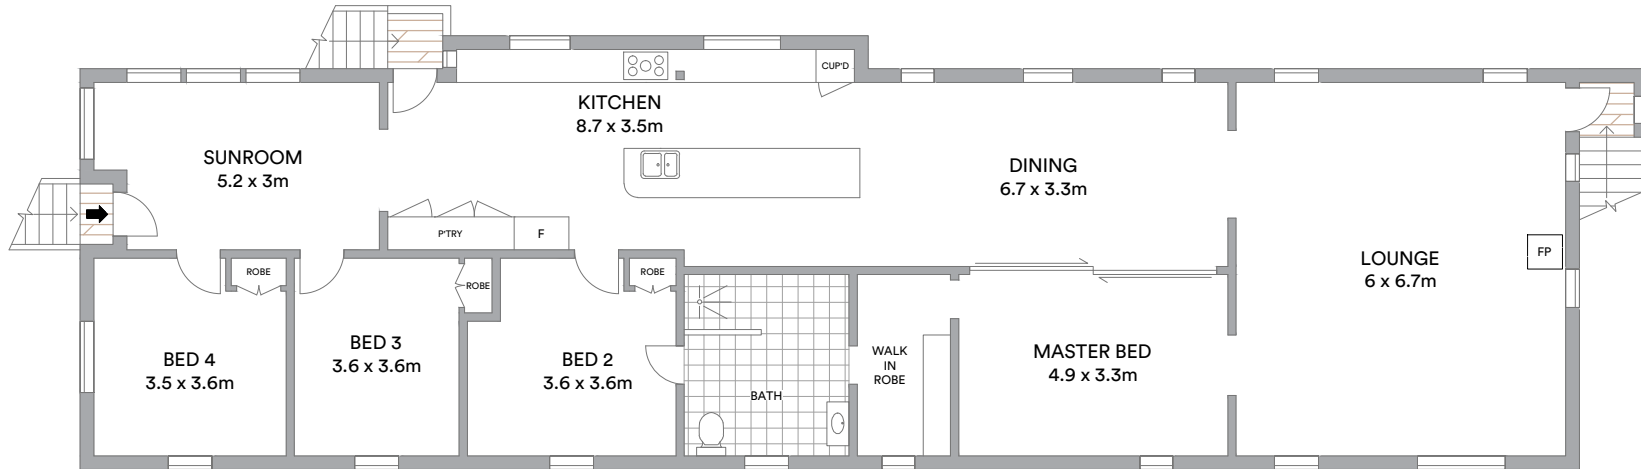 CUP'D
KITCHEN
8.7 x 3.5m
SUNROOM
5.2 x 3m
DINING
6.7 x 3.3m
P'TRY
F
LOUNGE
6 x 6.7m
FP
ROBE
ROBE
ROBE
BED 4
3.5 x 3.6m
BED 3
3.6 x 3.6m
BED 2
3.6 x 3.6m
BATH
WALK
IN
ROBE
MASTER BED
4.9 x 3.3m